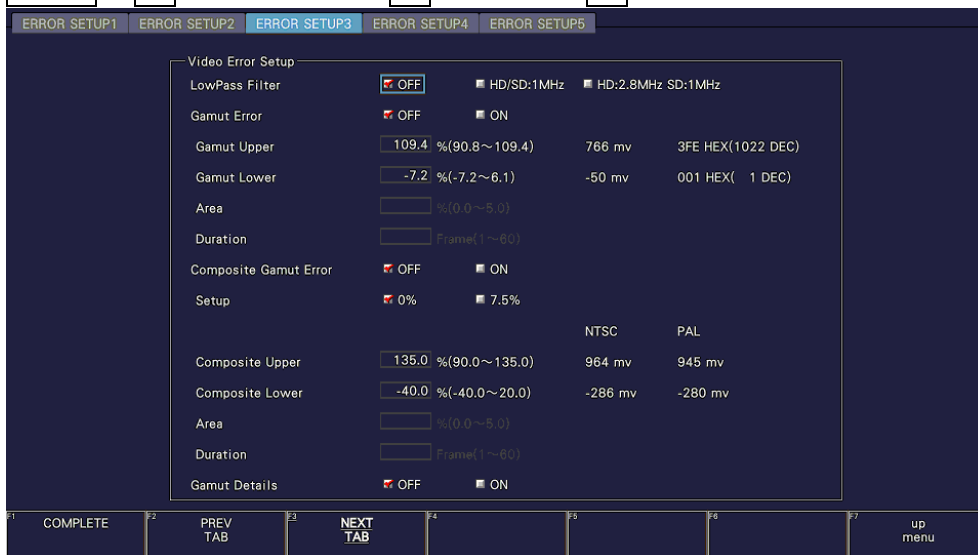 ERROR SETUP1 ERROR SETUP2 ERROR SETUP3 ERROR SETUP4 ERROR SETUP5
Video Error Setup
LowPass Filter OFF HD/SD:1MHz HD:2.8MHz SD:1MHz
Gamut Error OFF ON
Gamut Upper 109.4 %(90.8～109.4) 766 mv 3FE HEX(1022 DEC)
Gamut Lower -7.2 %(-7.2～6.1) -50 mv 001 HEX( 1 DEC)
Area %(0.0～5.0)
Duration Frame(1～60)
Composite Gamut Error OFF ON
Setup 0% 7.5%
NTSC PAL
Composite Upper 135.0 %(90.0～135.0) 964 mv 945 mv
Composite Lower -40.0 %(-40.0～20.0) -286 mv -280 mv
Area %(0.0～5.0)
Duration Frame(1～60)
Gamut Details OFF ON
F1 COMPLETE F2 PREV F3 NEXT F4 F5 F6 F7 up
TAB TAB menu